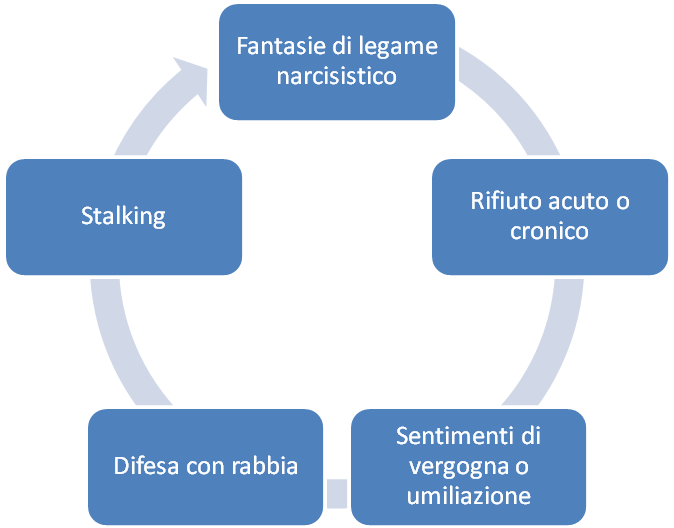 Fantasie di legame
narcisistico
Rifiuto acuto o
cronico
Sentimenti di
vergogna o
umiliazione
Difesa con rabbia
Stalking